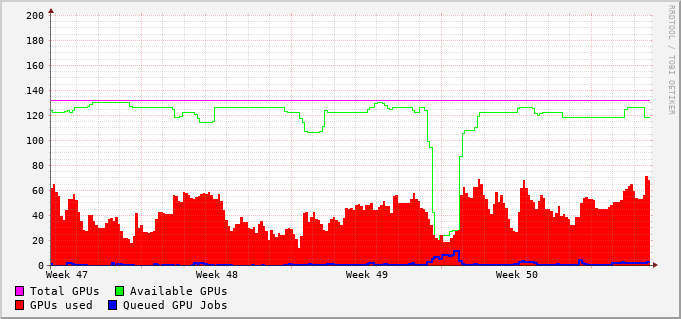 200
180
160
140
120
100
80
60
40
20
0
Week 47 Week 48 Week 49 Week 50
Total GPUs Available GPUs
GPUs used Queued GPU Jobs
RRDTOOL / TOBI OETIKER